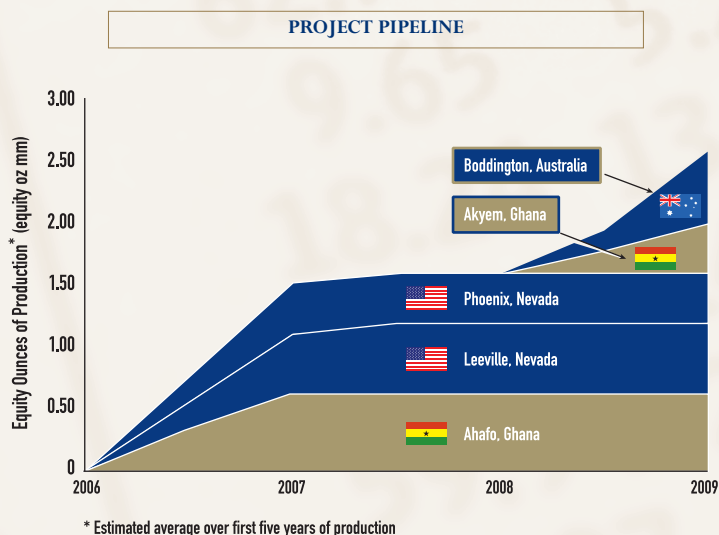 PROJECT PIPELINE
Equity Ounces of Production* (equity oz mm)
3.00
2.50
2.00
1.50
1.00
0.50
0
Boddington, Australia
Akyem, Ghana
Phoenix, Nevada
Leeville, Nevada
Ahafo, Ghana
2006
2007
2008
2009
* Estimated average over first five years of production
9.65